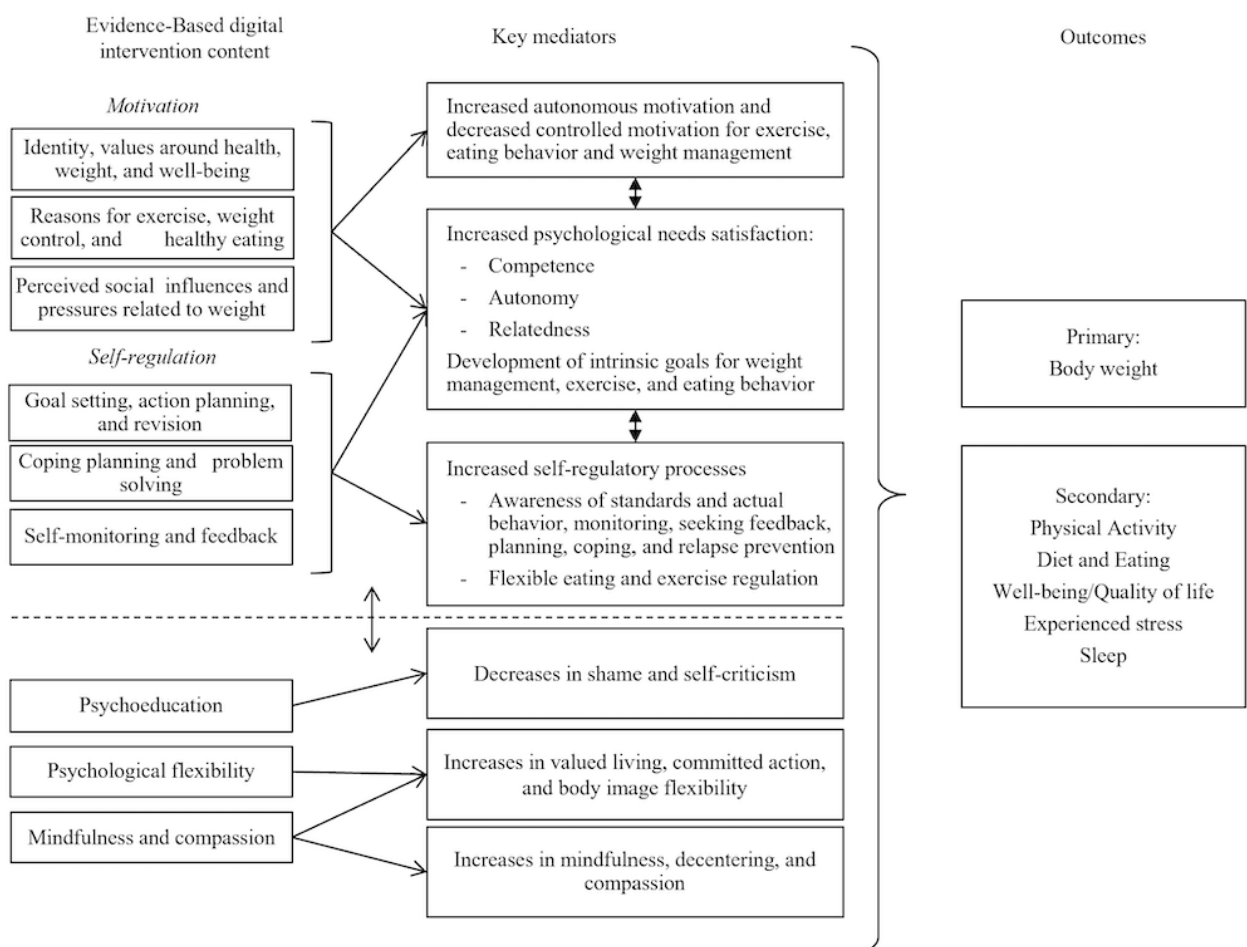 Evidence-Based digital
intervention content
Key mediators
Outcomes
Motivation
Identity, values around health,
weight, and well-being
Reasons for exercise, weight
control, and healthy eating
Perceived social influences and
pressures related to weight
Self-regulation
Goal setting, action planning,
and revision
Coping planning and problem
solving
Self-monitoring and feedback
Psychoeducation
Psychological flexibility
Mindfulness and compassion
Increased autonomous motivation and
decreased controlled motivation for exercise,
eating behavior and weight management
Increased psychological needs satisfaction:
- Competence
- Autonomy
- Relatedness
Development of intrinsic goals for weight
management, exercise, and eating behavior
Increased self-regulatory processes
- Awareness of standards and actual
behavior, monitoring, seeking feedback,
planning, coping, and relapse prevention
- Flexible eating and exercise regulation
Decreases in shame and self-criticism
Increases in valued living, committed action,
and body image flexibility
Increases in mindfulness, decentering, and
compassion
Primary:
Body weight
Secondary:
Physical Activity
Diet and Eating
Well-being/Quality of life
Experienced stress
Sleep